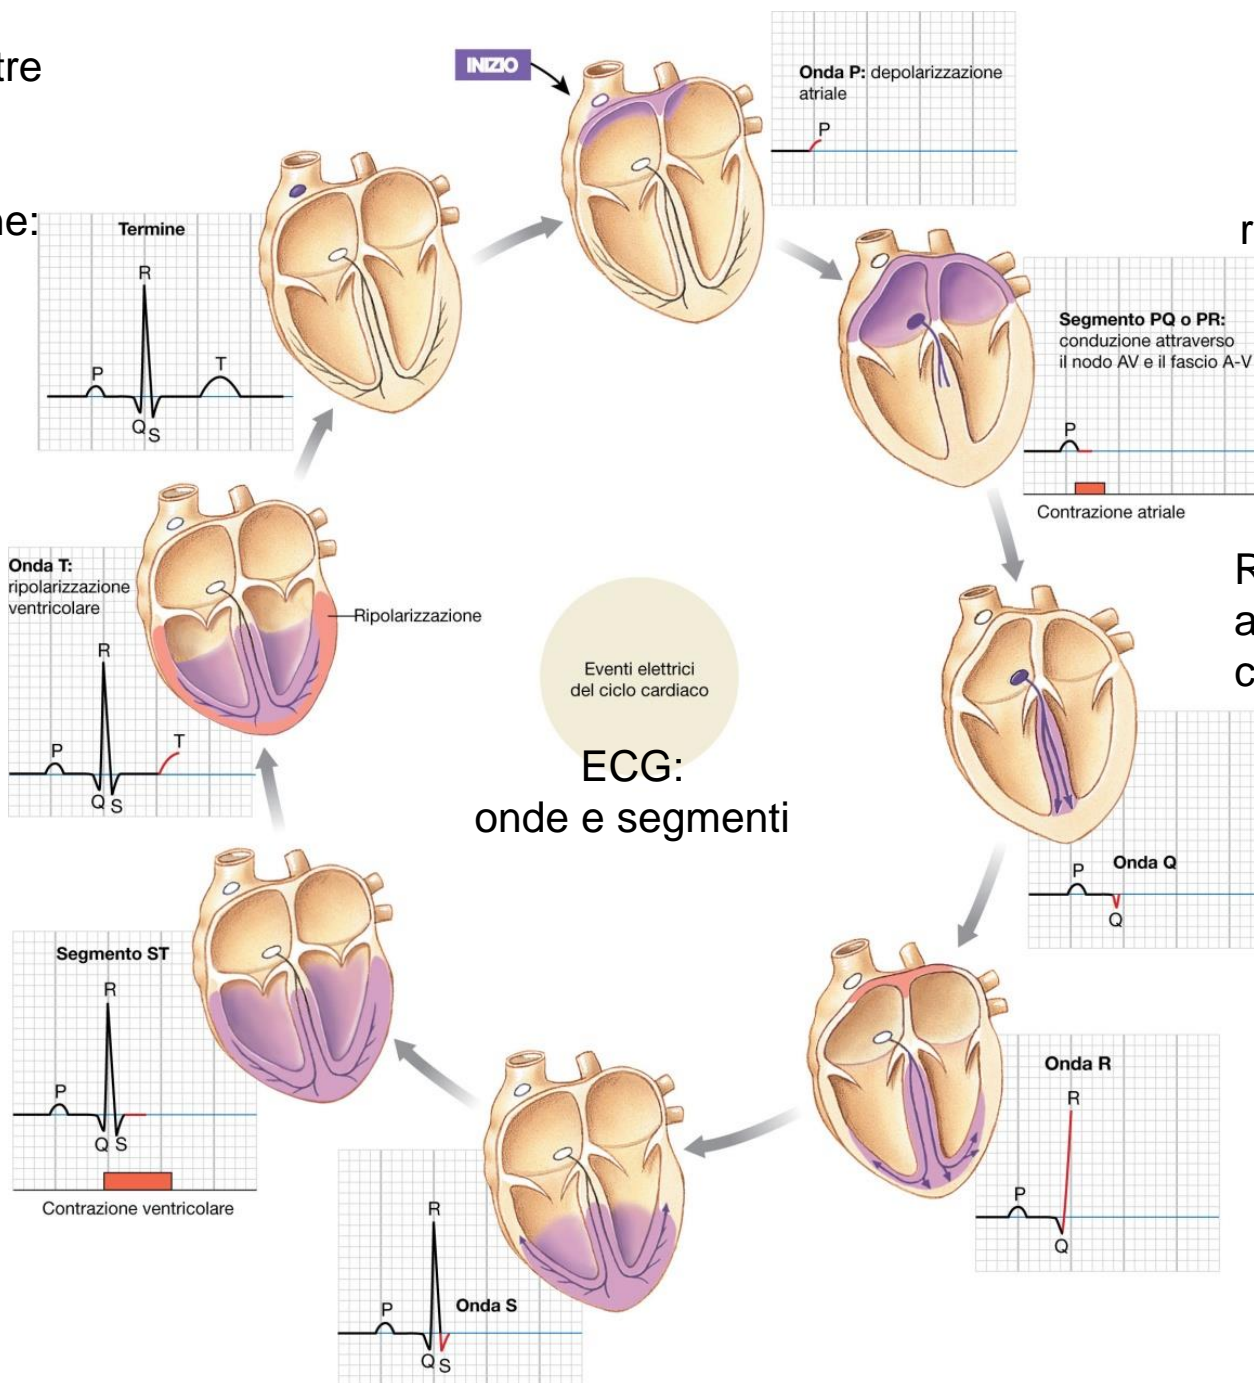 tre
ne:
INIZIO
Onda P: depolarizzazione
atriale
P
r
Segmento PQ o PR:
conduzione attraverso
il nodo AV e il fascio A-V
P
Contrazione atriale
R
a
c
Onda Q
P
Q
Onda R
R
P
Q
R
Onda S
P
Q
S
Segmento ST
R
P
Q
S
Contrazione ventricolare
Onda T:
ripolarizzazione
ventricolare
Ripolarizzazione
R
T
P
Q
S
Termine
R
P
T
Q
S
Eventi elettrici
del ciclo cardiaco
ECG:
onde e segmenti